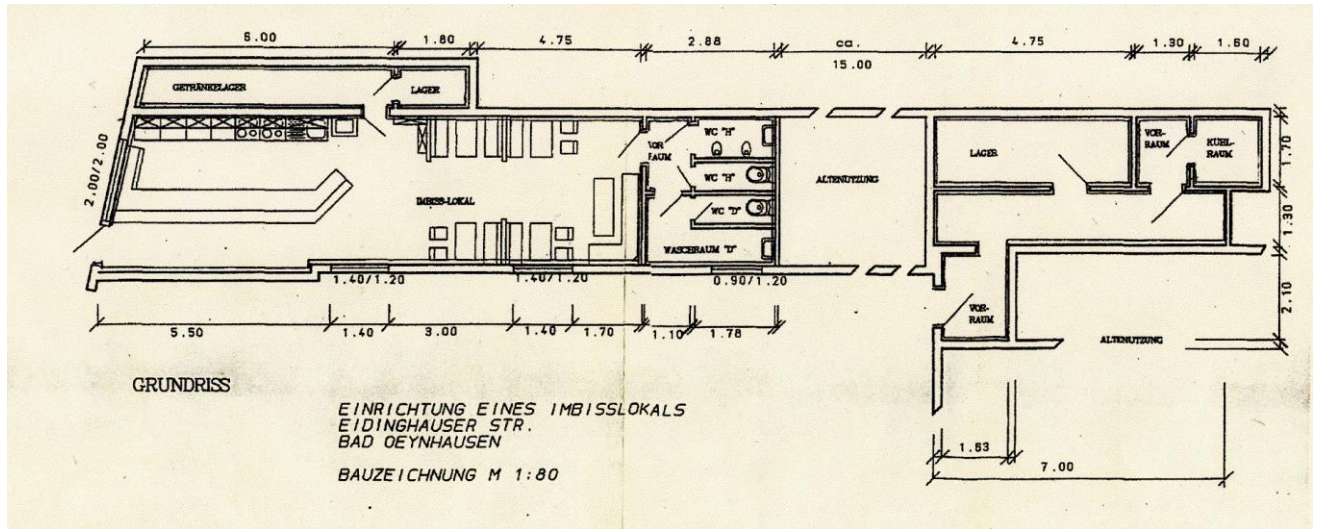 6.00 1.80 4.75 2.88 ca. 4.75 1.30 1.60
15.00
GETRÄNKELAGER LAGER
2.00/2.00
IMBISS-LOKAL
VOR
RAUM
WC "H"
WC "H"
WC "D"
WASCHRAUM "D"
ALTENUTZUNG
LAGER
VOR-
RAUM
KÜHL-
RAUM
1.70
1.30
2.10
1.40/1.20 1.40/1.20 0.90/1.20
VOR-
RAUM
ALTENUTZUNG
5.50 1.40 3.00 1.40 1.70 1.10 1.78
GRUNDRISS
EINRICHTUNG EINES IMBISSLOKALS
EIDINGHAUSER STR.
BAD OEYNHAUSEN
BAUZEICHNUNG M 1:80
1.63
7.00